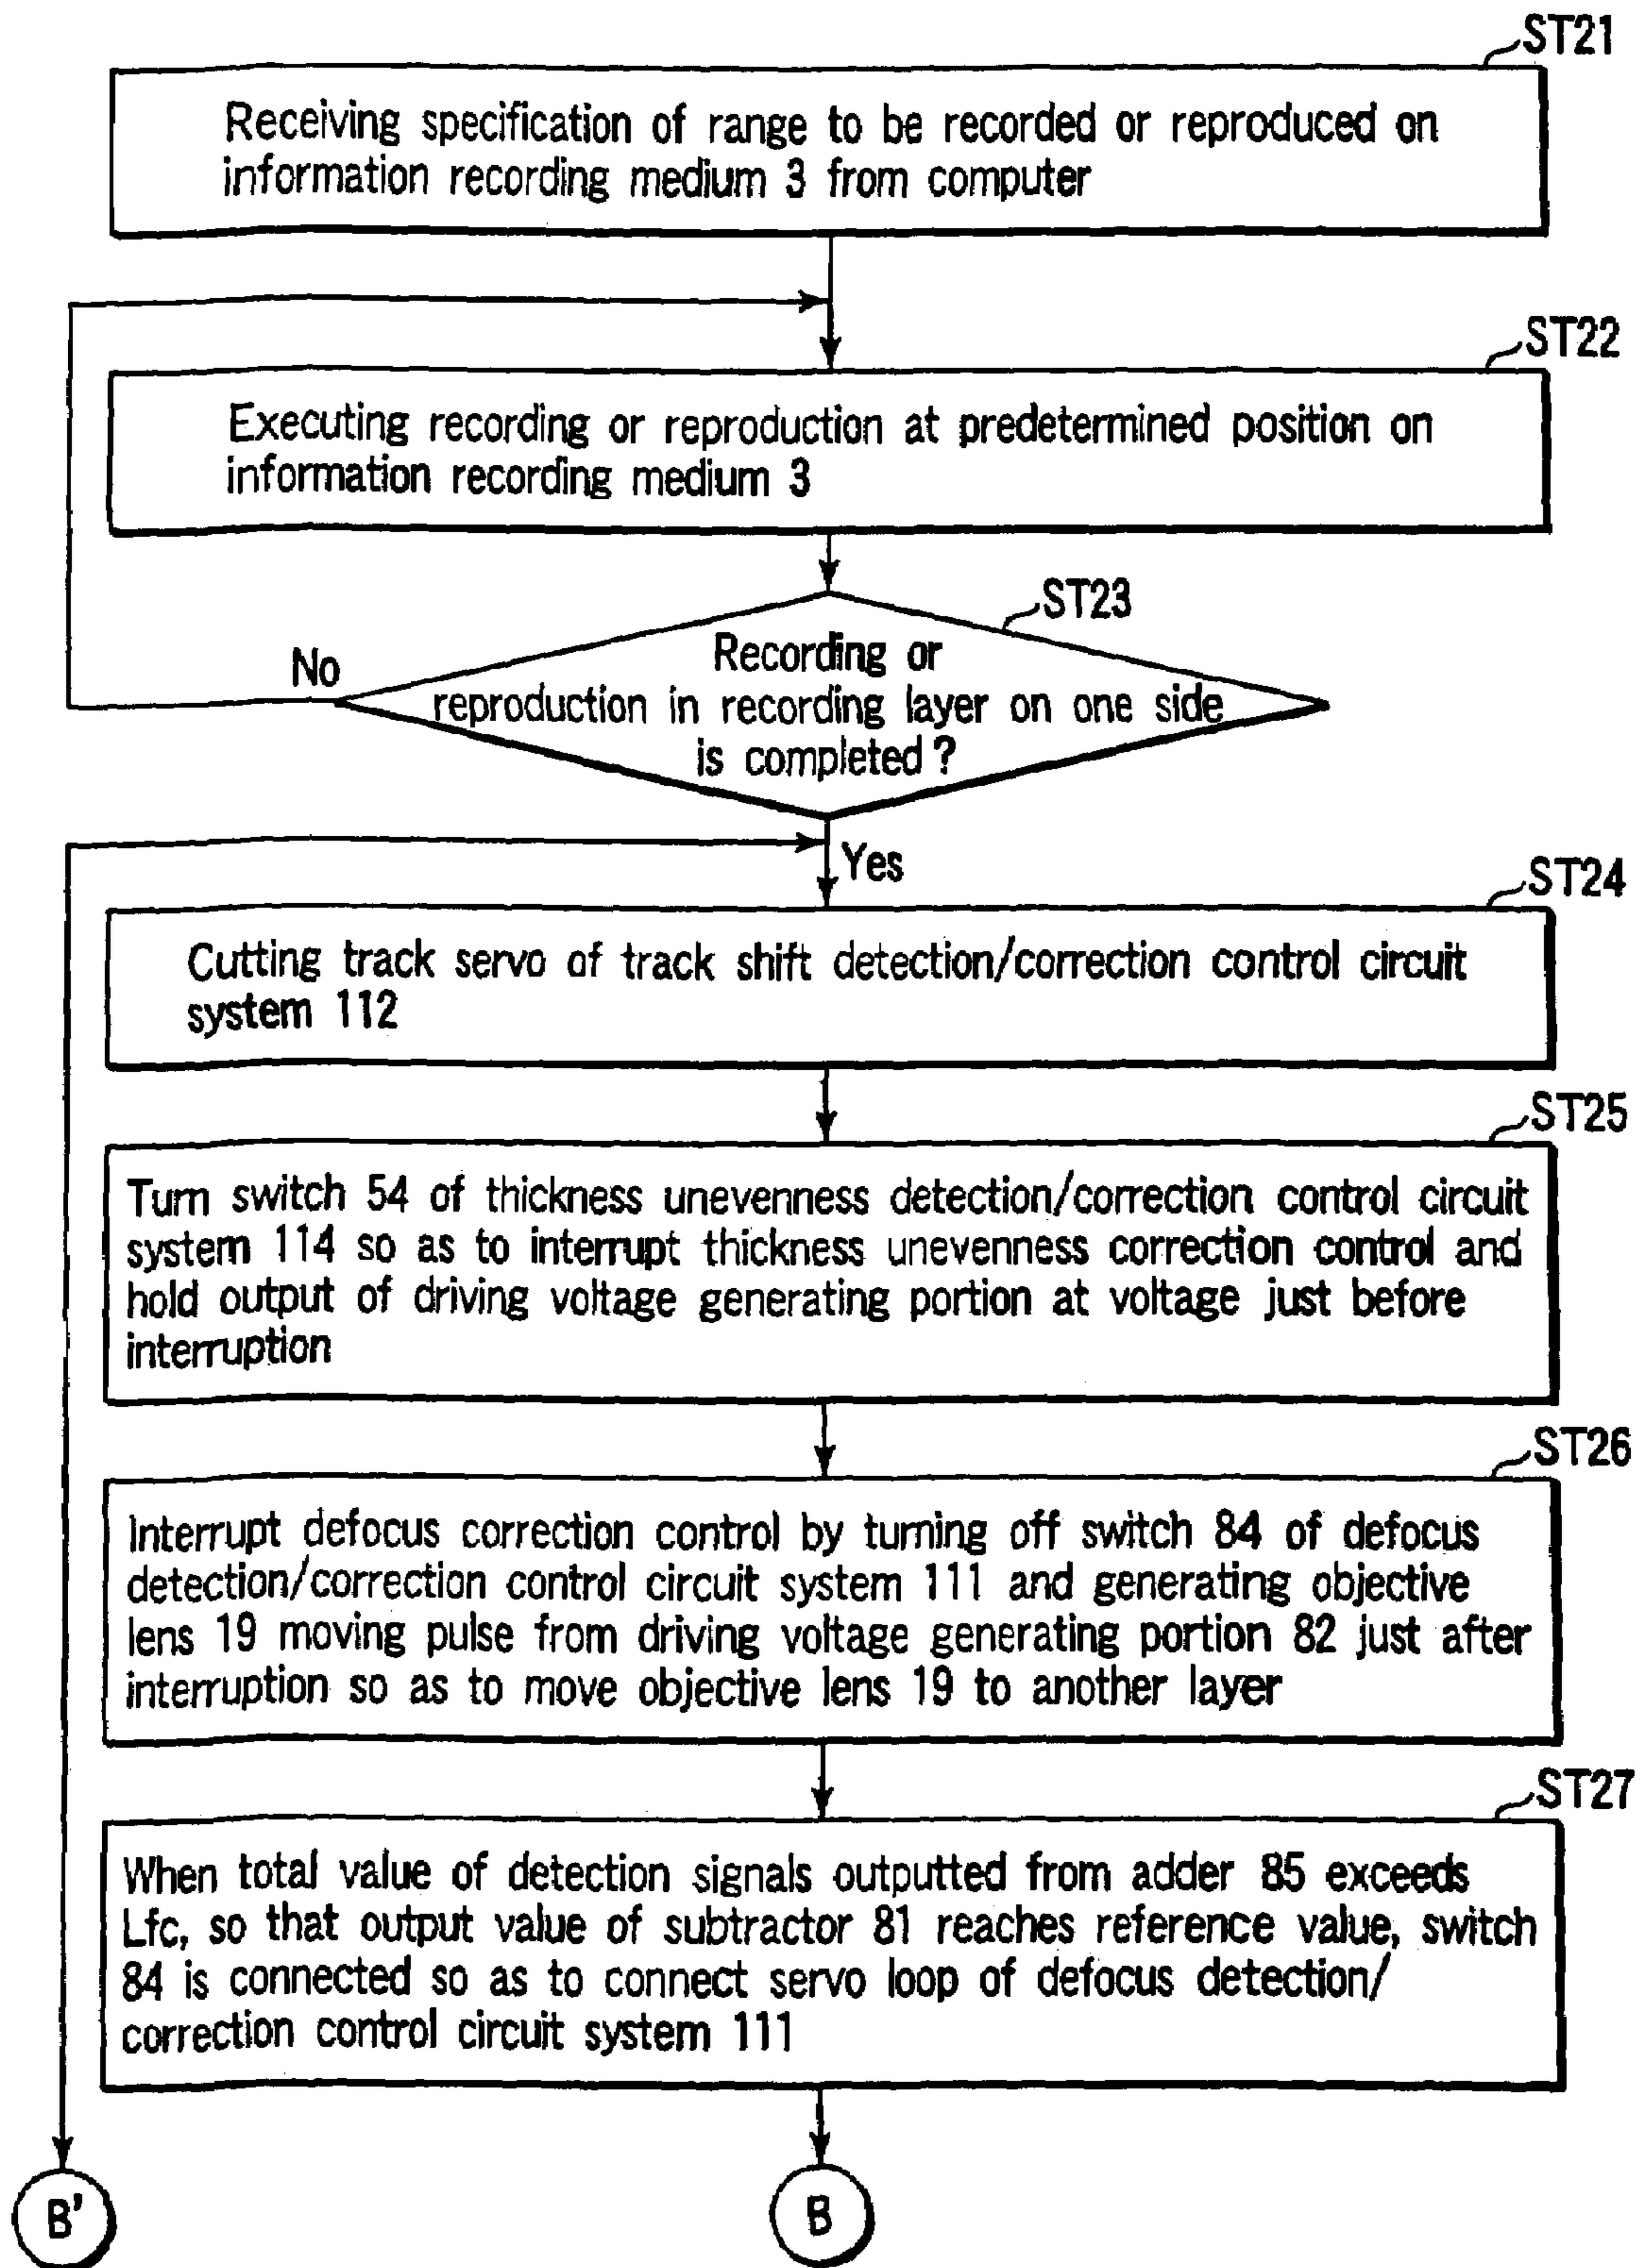 ST21
Receiving specification of range to be recorded or reproduced on
information recording medium 3 from computer
ST22
Executing recording or reproduction at predetermined position on
information recording medium 3
ST23
Recording or
reproduction in recording layer on one side
is completed?
No
Yes
ST24
Cutting track servo of track shift detection/correction control circuit
system 112
ST25
Turn switch 54 of thickness unevenness detection/correction control circuit
system 114 so as to interrupt thickness unevenness correction control and
hold output of driving voltage generating portion at voltage just before
interruption
ST26
Interrupt defocus correction control by turning off switch 84 of defocus
detection/correction control circuit system 111 and generating objective
lens 19 moving pulse from driving voltage generating portion 82 just after
interruption so as to move objective lens 19 to another layer
ST27
When total value of detection signals outputted from adder 85 exceeds
Lfc, so that output value of subtractor 81 reaches reference value, switch
84 is connected so as to connect servo loop of defocus detection/
correction control circuit system 111
B'
B